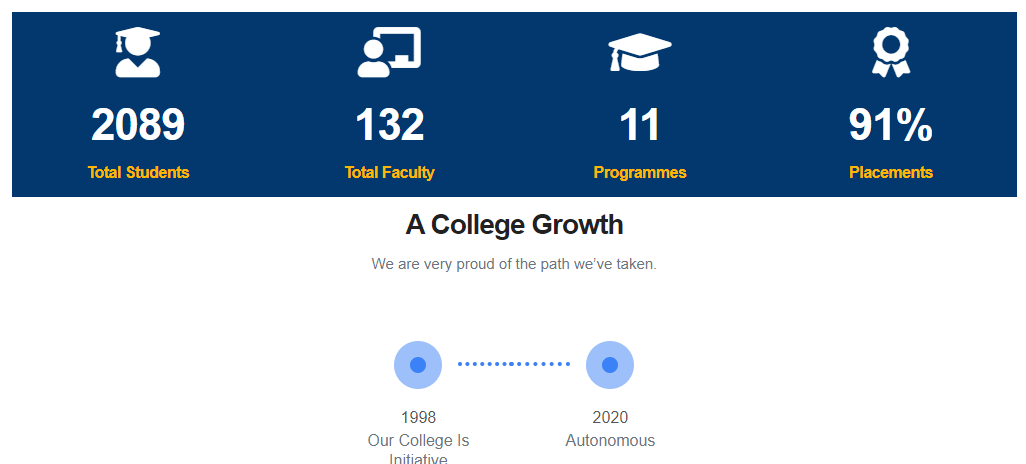 2089 132 11 91%
Total Students Total Faculty Programmes Placements
A College Growth
We are very proud of the path we’ve taken.
1998 2020
Our College Is Autonomous
Initiative